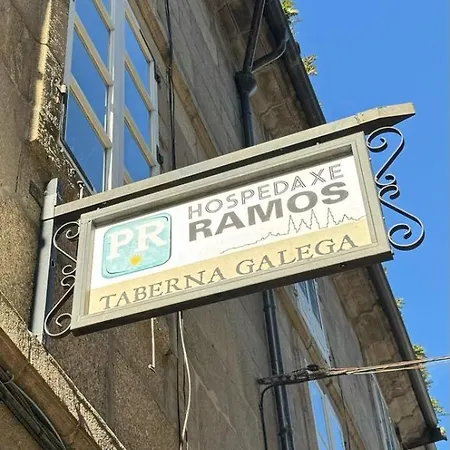 PR
HOSPEDAXE
RAMOS
TABERNA GALEGA